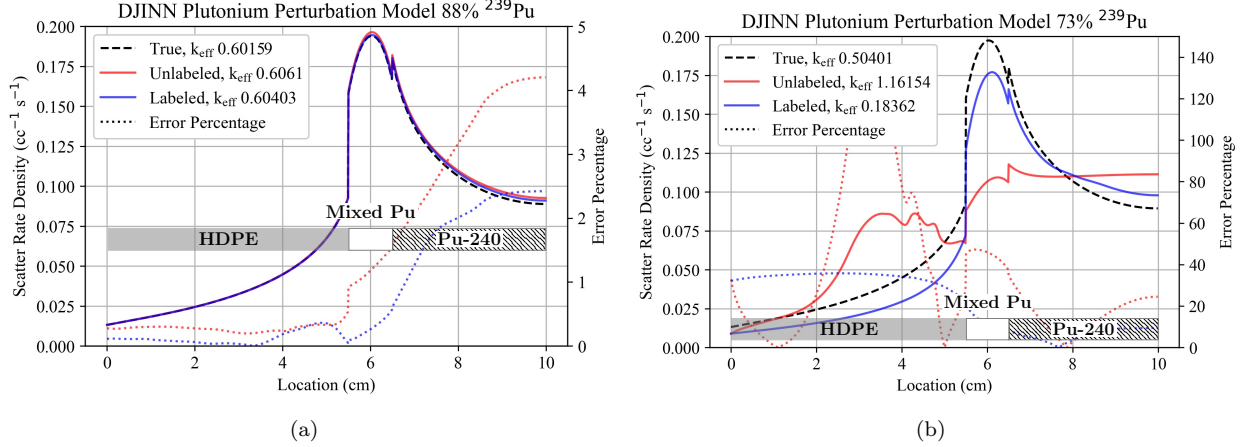 DJINN Plutonium Perturbation Model 88% ²³⁹Pu
0.200
0.175
0.150
0.125
0.100
0.075
0.050
0.025
0.000
Scatter Rate Density (cc⁻¹ s⁻¹)
True, k_eff 0.60159
Unlabeled, k_eff 0.6061
Labeled, k_eff 0.60403
Error Percentage
Mixed Pu
HDPE
Pu-240
5
4
3
2
1
0
Error Percentage
0 2 4 6 8 10
Location (cm)
(a)
DJINN Plutonium Perturbation Model 73% ²³⁹Pu
0.200
0.175
0.150
0.125
0.100
0.075
0.050
0.025
0.000
Scatter Rate Density (cc⁻¹ s⁻¹)
True, k_eff 0.50401
Unlabeled, k_eff 1.16154
Labeled, k_eff 0.18362
Error Percentage
Mixed Pu
HDPE
Pu-240
140
120
100
80
60
40
20
0
Error Percentage
0 2 4 6 8 10
Location (cm)
(b)